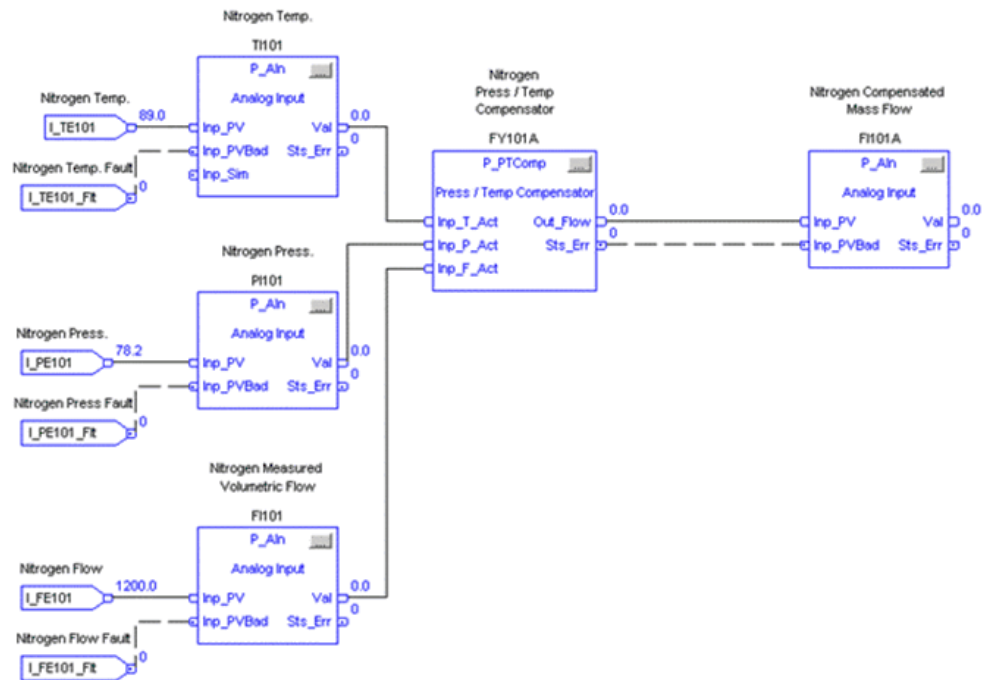 Nitrogen Temp.
TI101
P_AIn
...
Analog Input
Nitrogen Temp.
I_TE101
89.0
Inp_PV
Val
0.0
Inp_PVBad
Sts_Err
0
Inp_Sim
Nitrogen Temp. Fault
I_TE101_Flt
0
Nitrogen Press.
PI101
P_AIn
...
Analog Input
Nitrogen Press.
I_PE101
78.2
Inp_PV
Val
0.0
Inp_PVBad
Sts_Err
0
Nitrogen Press Fault
I_PE101_Flt
0
Nitrogen Measured
Volumetric Flow
FI101
P_AIn
...
Analog Input
Nitrogen Flow
I_FE101
1200.0
Inp_PV
Val
0.0
Inp_PVBad
Sts_Err
0
Nitrogen Flow Fault
I_FE101_Flt
0
Nitrogen
Press / Temp
Compensator
FY101A
P_PTComp
...
Press / Temp Compensator
Inp_T_Act
Out_Flow
0.0
Inp_P_Act
Sts_Err
0
Inp_F_Act
Nitrogen Compensated
Mass Flow
FI101A
P_AIn
...
Analog Input
Inp_PV
Val
0.0
Inp_PVBad
Sts_Err
0